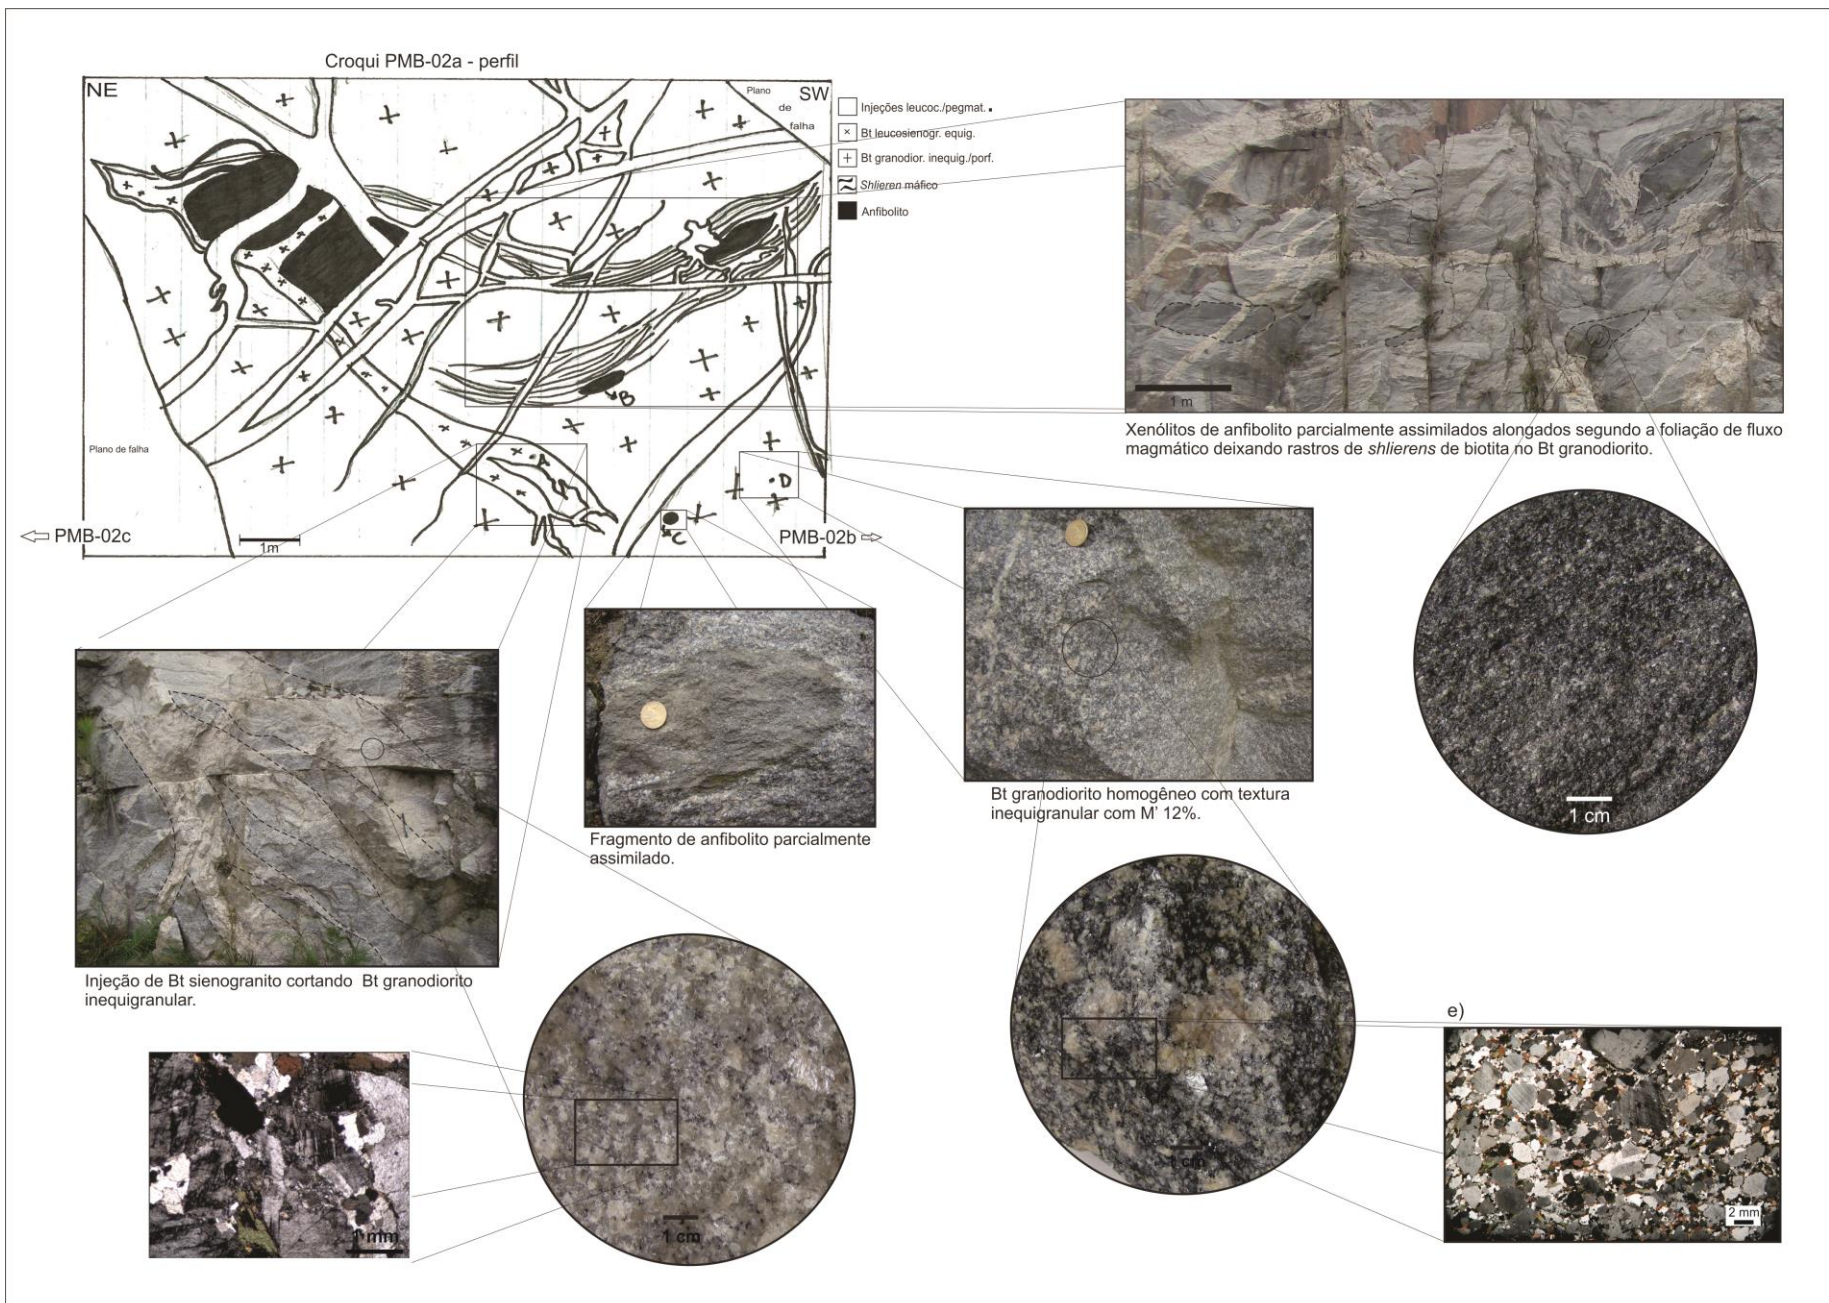 Croqui PMB-02a - perfil
NE
SW
Plano
de
falha
Injeções leucoc./pegmat.
x Bt leucosienogr. equig.
+ Bt granodior. inequig./porf.
Shlieren máfico
Anfibolito
B
Plano de falha
A
D
C
PMB-02c
1m
PMB-02b
1 m
Xenólitos de anfibolito parcialmente assimilados alongados segundo a foliação de fluxo
magmático deixando rastros de shlierens de biotita no Bt granodiorito.
1 cm
Bt granodiorito homogêneo com textura
inequigranular com M' 12%.
Fragmento de anfibolito parcialmente
assimilado.
Injeção de Bt sienogranito cortando Bt granodiorito
inequigranular.
1 mm
1 cm
1 cm
e)
2 mm